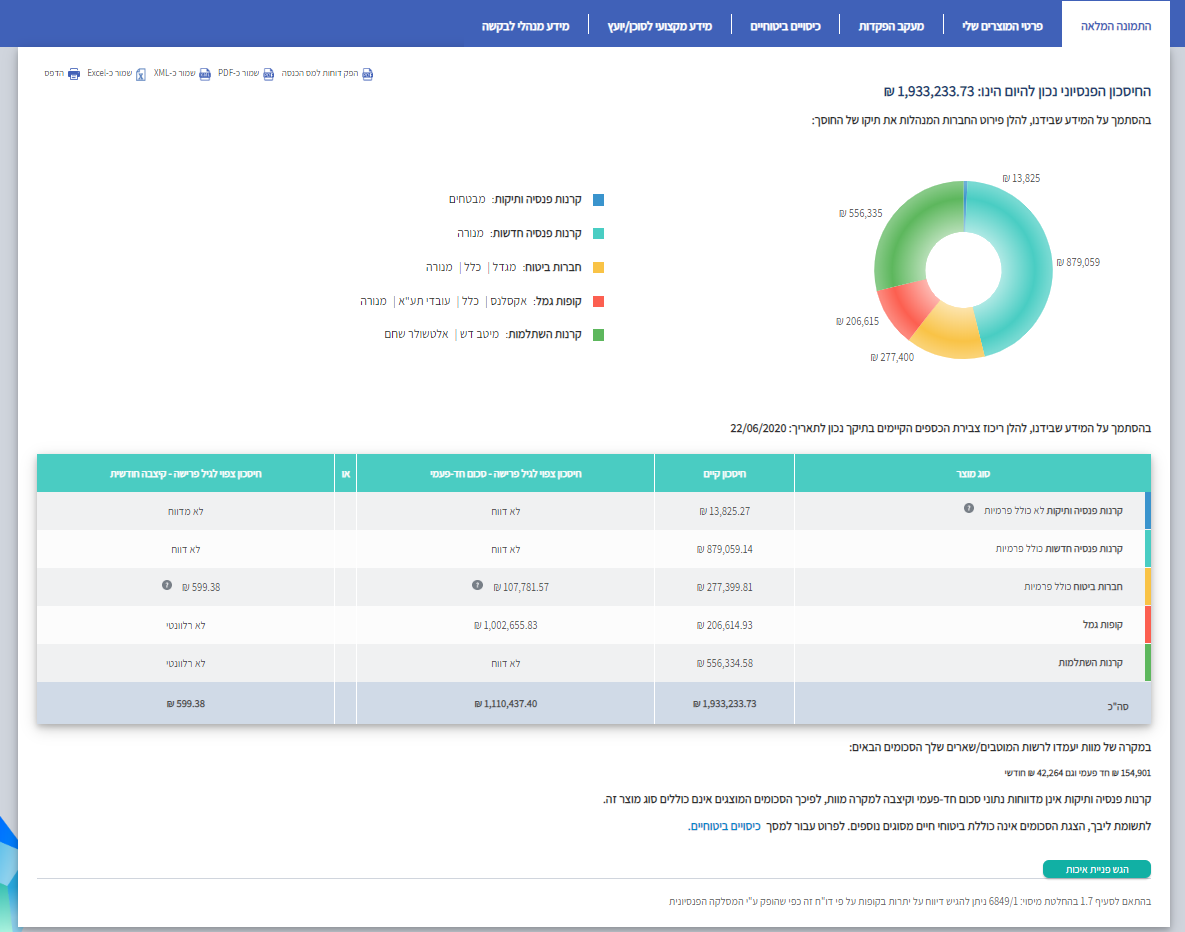 התמונה המלאה
פרטי המוצרים שלי
מעקב הפקדות
כיסויים ביטוחיים
מידע מקצועי לסוכן/יועץ
מידע מנהלי לבקשה
הפק דוחות למס הכנסה
שמור כ-PDF
שמור כ-XML
שמור כ-Excel
הדפס
החיסכון הפנסיוני נכון להיום הינו: 1,933,233.73 ₪
בהסתמך על המידע שבידנו, להלן פירוט החברות המנהלות את תיקו של החוסך:
13,825 ₪
556,335 ₪
879,059 ₪
206,615 ₪
277,400 ₪
קרנות פנסיה ותיקות: מבטחים
קרנות פנסיה חדשות: מנורה
חברות ביטוח: מגדל | כלל | מנורה
קופות גמל: אקסלנס | כלל | עובדי תע"א | מנורה
קרנות השתלמות: מיטב דש | אלטשולר שחם
בהסתמך על המידע שבידנו, להלן ריכוז צבירת הכספים הקיימים בתיקך נכון לתאריך: 22/06/2020
סוג מוצר חיסכון קיים חיסכון צפוי לגיל פרישה - סכום חד-פעמי או חיסכון צפוי לגיל פרישה - קיצבה חודשית
קרנות פנסיה ותיקות לא כולל פרמיות ? 13,825.27 ₪ לא דווח לא מדווח
קרנות פנסיה חדשות כולל פרמיות 879,059.14 ₪ לא דווח לא דווח
חברות ביטוח כולל פרמיות 277,399.81 ₪ 107,781.57 ₪ ? 599.38 ₪ ?
קופות גמל 206,614.93 ₪ 1,002,655.83 ₪ לא רלוונטי
קרנות השתלמות 556,334.58 ₪ לא דווח לא רלוונטי
סה"כ 1,933,233.73 ₪ 1,110,437.40 ₪ 599.38 ₪
במקרה של מוות יעמדו לרשות המוטבים/שארים שלך הסכומים הבאים:
154,901 ₪ חד פעמי וגם 42,264 ₪ חודשי
קרנות פנסיה ותיקות אינן מדווחות נתוני סכום חד-פעמי וקיצבה למקרה מוות, לפיכך הסכומים המוצגים אינם כוללים סוג מוצר זה.
לתשומת ליבך, הצגת הסכומים אינה כוללת ביטוחי חיים מסוגים נוספים. לפרוט עבור למסך כיסויים ביטוחיים.
הגש פניית איכות
בהתאם לסעיף 1.7 בהחלטת מיסוי: 6849/1 ניתן להגיש דיווח על יתרות בקופות על פי דו"ח זה כפי שהופק ע"י המסלקה הפנסיונית